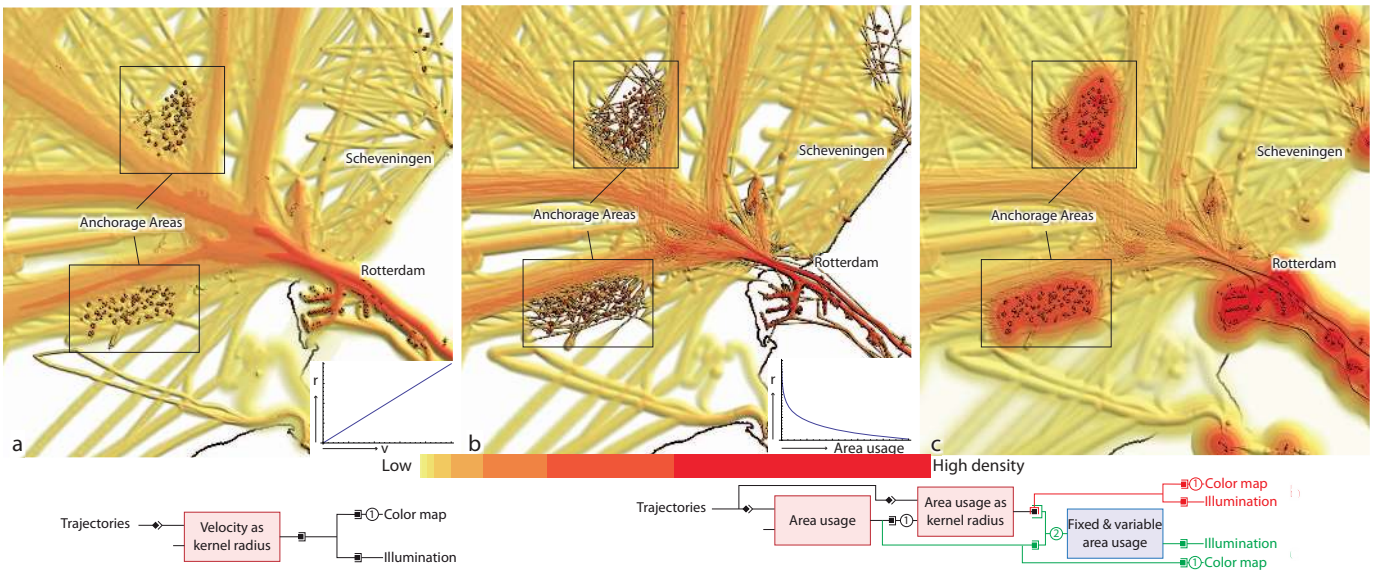 Scheveningen
Anchorage Areas
Rotterdam
r
v
a
Scheveningen
Anchorage Areas
Rotterdam
r
Area usage
b
Scheveningen
Anchorage Areas
Rotterdam
c
Low
High density
Trajectories
Velocity as
kernel radius
1 Color map
Illumination
Trajectories
Area usage
1
Area usage as
kernel radius
2
Fixed & variable
area usage
1 Color map
Illumination
Illumination
1 Color map